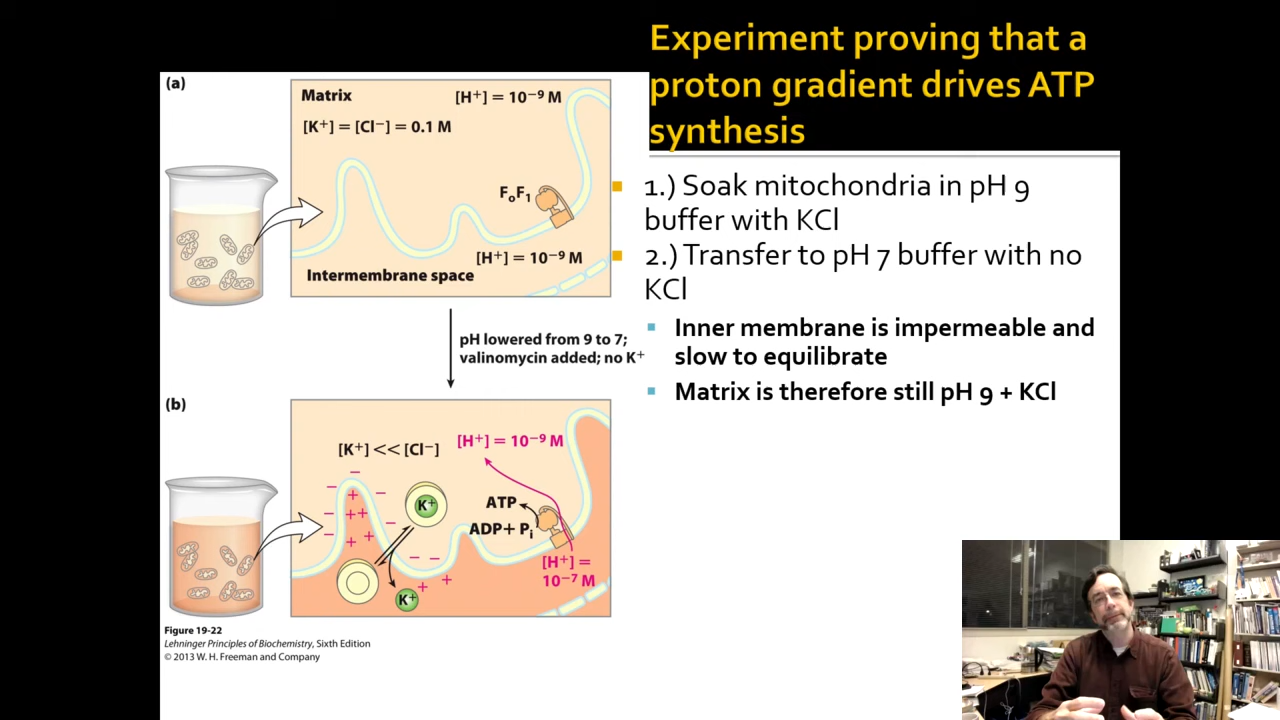 Experiment proving that a
proton gradient drives ATP
synthesis
(a)
Matrix
[H⁺] = 10⁻⁹ M
[K⁺] = [Cl⁻] = 0.1 M
FₒF₁
[H⁺] = 10⁻⁹ M
Intermembrane space
pH lowered from 9 to 7;
valinomycin added; no K⁺
(b)
[K⁺] << [Cl⁻]
[H⁺] = 10⁻⁹ M
K⁺
ATP
ADP + Pᵢ
[H⁺] =
10⁻⁷ M
K⁺
Figure 19-22
Lehninger Principles of Biochemistry, Sixth Edition
© 2013 W. H. Freeman and Company
1.) Soak mitochondria in pH 9
buffer with KCl
2.) Transfer to pH 7 buffer with no
KCl
Inner membrane is impermeable and
slow to equilibrate
Matrix is therefore still pH 9 + KCl